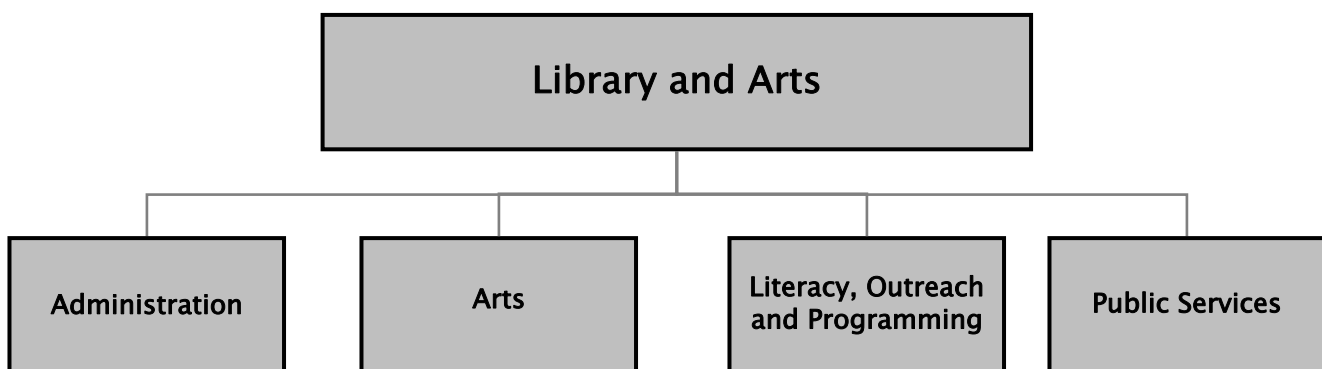 Library and Arts
Administration
Arts
Literacy, Outreach
and Programming
Public Services